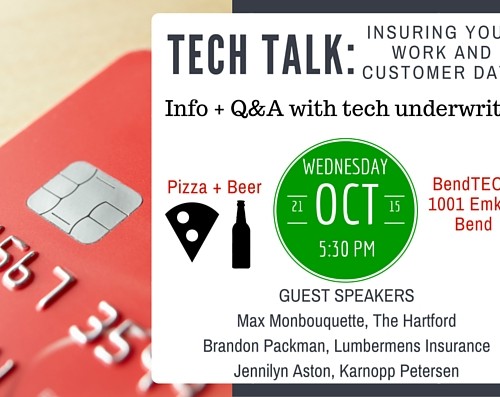 TECH TALK:
INSURING YOU
WORK AND
CUSTOMER DA
Info + Q&A with tech underwrit
Pizza + Beer
WEDNESDAY
21 OCT 15
5:30 PM
BendTEC
1001 Emk
Bend
GUEST SPEAKERS
Max Monbouquette, The Hartford
Brandon Packman, Lumbermens Insurance
Jennilyn Aston, Karnopp Petersen
567 354